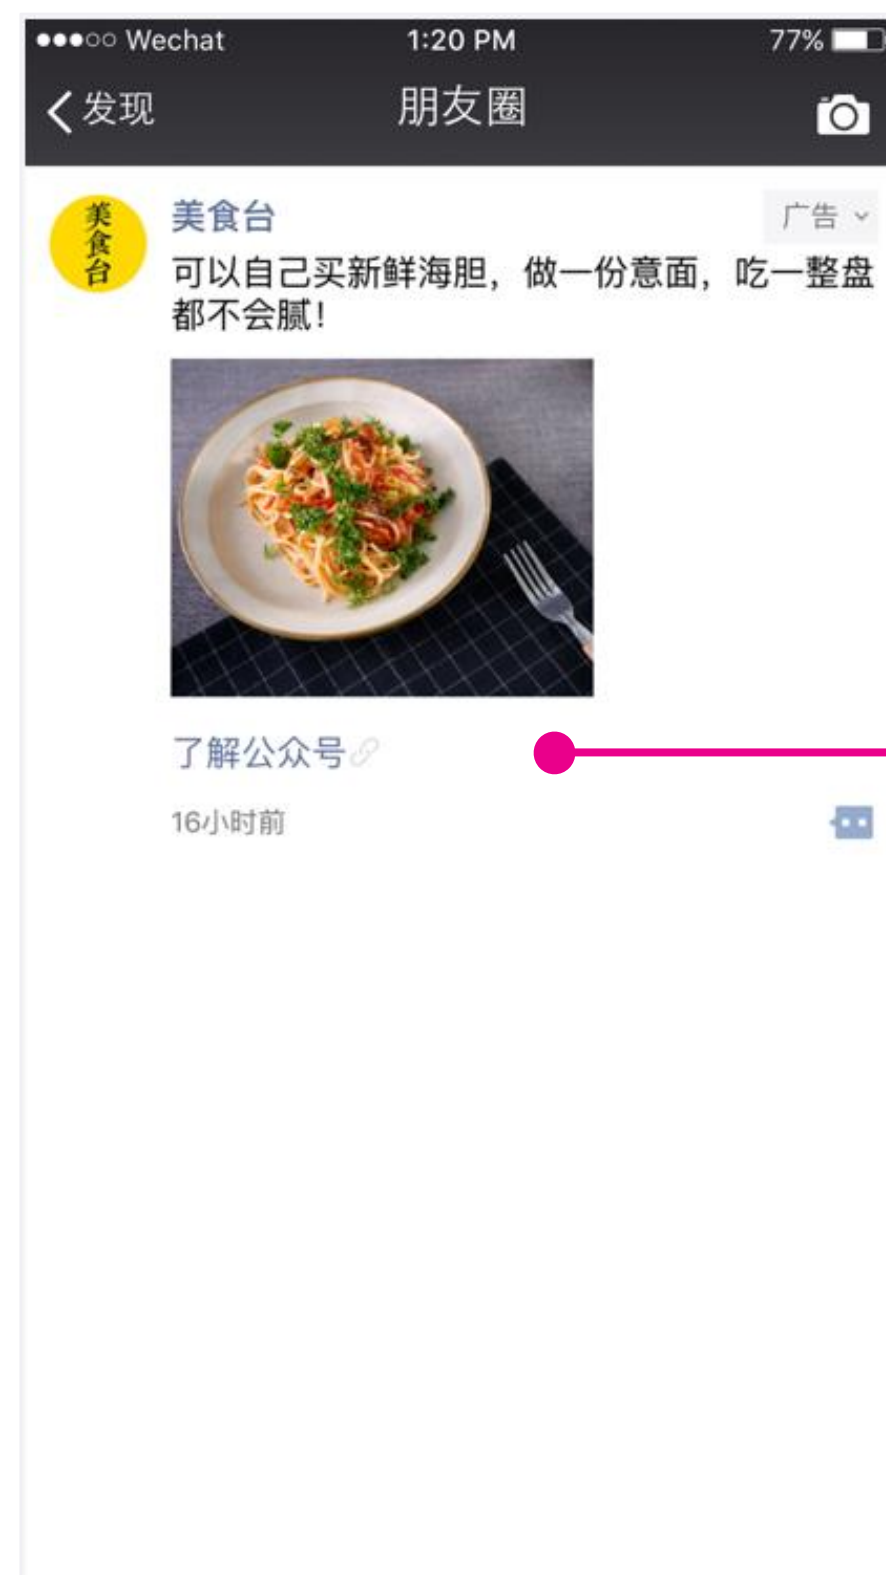 Wechat 1:20 PM 77%
发现 朋友圈
美食台
美食台 广告
可以自己买新鲜海胆，做一份意面，吃一整盘
都不会腻！
了解公众号
16小时前